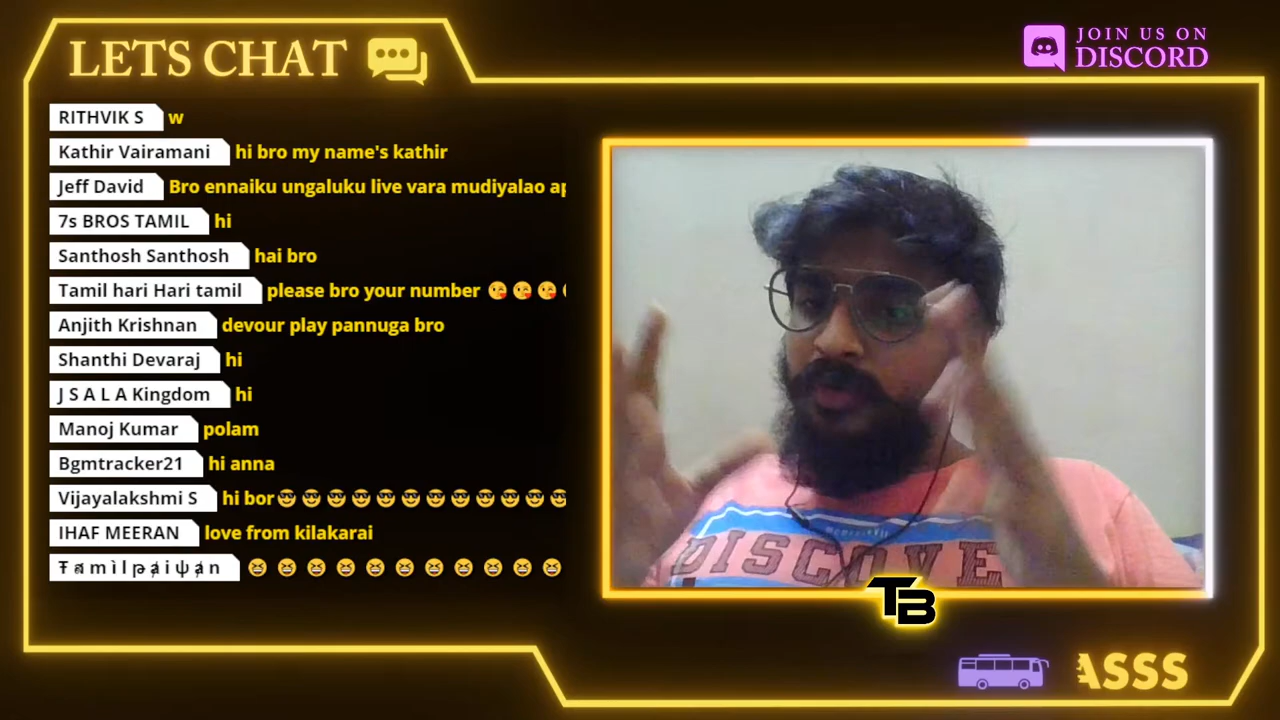 LETS CHAT
JOIN US ON
DISCORD
RITHVIK S w
Kathir Vairamani hi bro my name's kathir
Jeff David Bro ennaiku ungaluku live vara mudiyalao ap
7s BROS TAMIL hi
Santhosh Santhosh hai bro
Tamil hari Hari tamil please bro your number 😘 😘 😘
Anjith Krishnan devour play pannuga bro
Shanthi Devaraj hi
J S A L A Kingdom hi
Manoj Kumar polam
Bgmtracker21 hi anna
Vijayalakshmi S hi bor😎 😎 😎 😎 😎 😎 😎 😎 😎 😎 😎 😎
IHAF MEERAN love from kilakarai
😆 😆 😆 😆 😆 😆 😆 😆 😆 😆 😆
DISCOVE
TB
ASSS